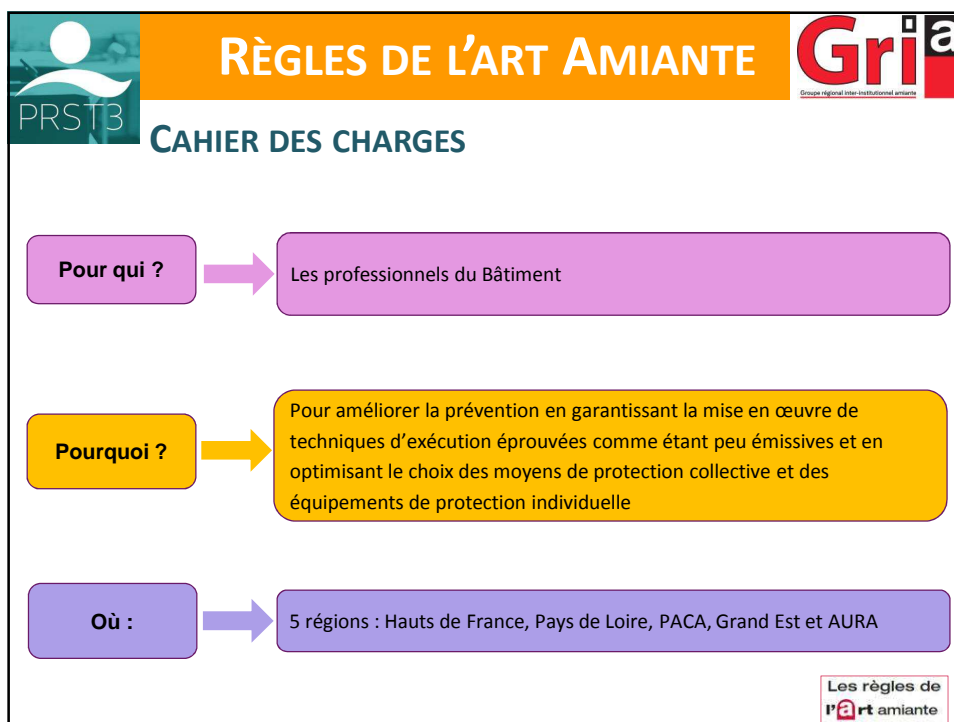 RÈGLES DE L'ART AMIANTE
Gria
Groupe régional inter-institutionnel amiante
PRST3
CAHIER DES CHARGES
Pour qui ?
Les professionnels du Bâtiment
Pourquoi ?
Pour améliorer la prévention en garantissant la mise en œuvre de
techniques d'exécution éprouvées comme étant peu émissives et en
optimisant le choix des moyens de protection collective et des
équipements de protection individuelle
Où :
5 régions : Hauts de France, Pays de Loire, PACA, Grand Est et AURA
Les règles de
l'art amiante